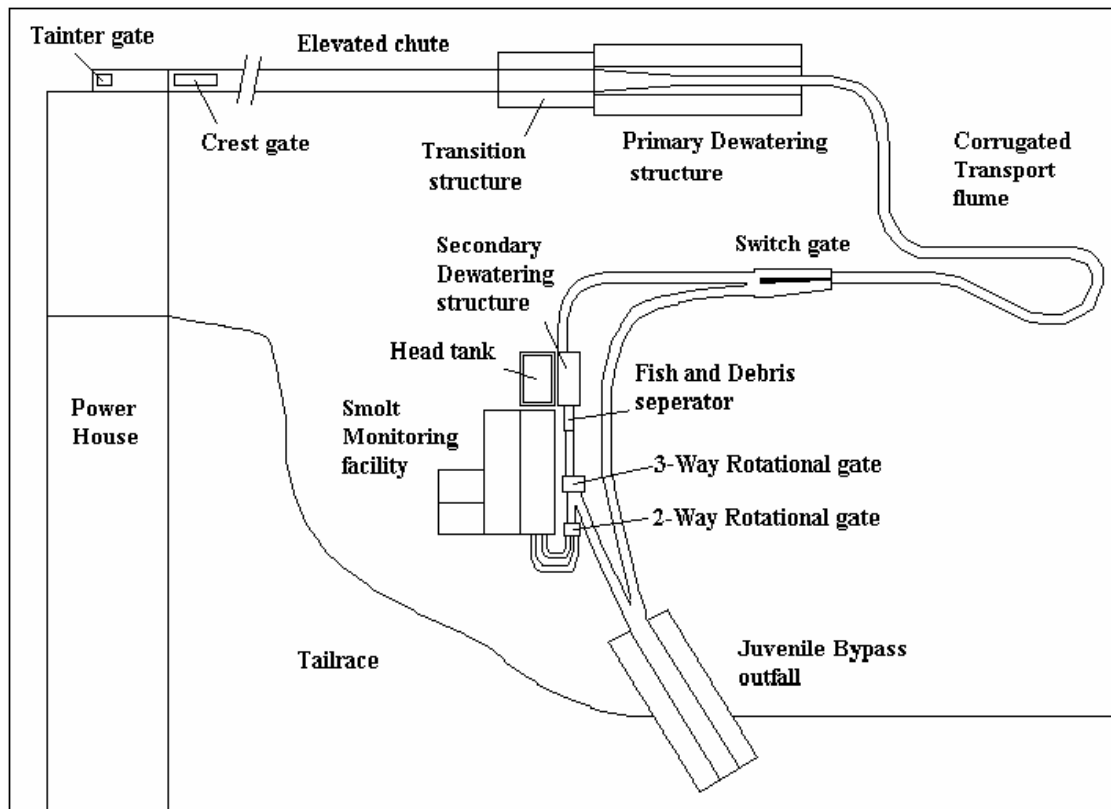 Tainter gate
Elevated chute
Crest gate
Transition
structure
Primary Dewatering
structure
Corrugated
Transport
flume
Secondary
Dewatering
structure
Switch gate
Head tank
Fish and Debris
seperator
Power
House
Smolt
Monitoring
facility
3-Way Rotational gate
2-Way Rotational gate
Tailrace
Juvenile Bypass
outfall